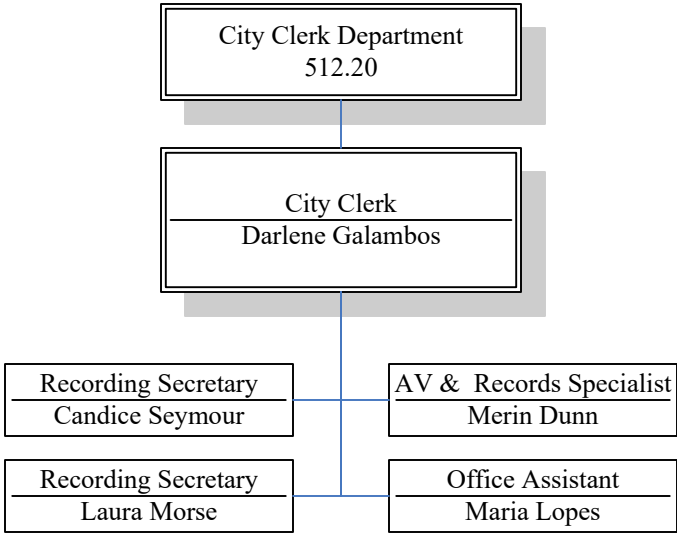 City Clerk Department
512.20
City Clerk
Darlene Galambos
Recording Secretary
Candice Seymour
AV & Records Specialist
Merin Dunn
Recording Secretary
Laura Morse
Office Assistant
Maria Lopes